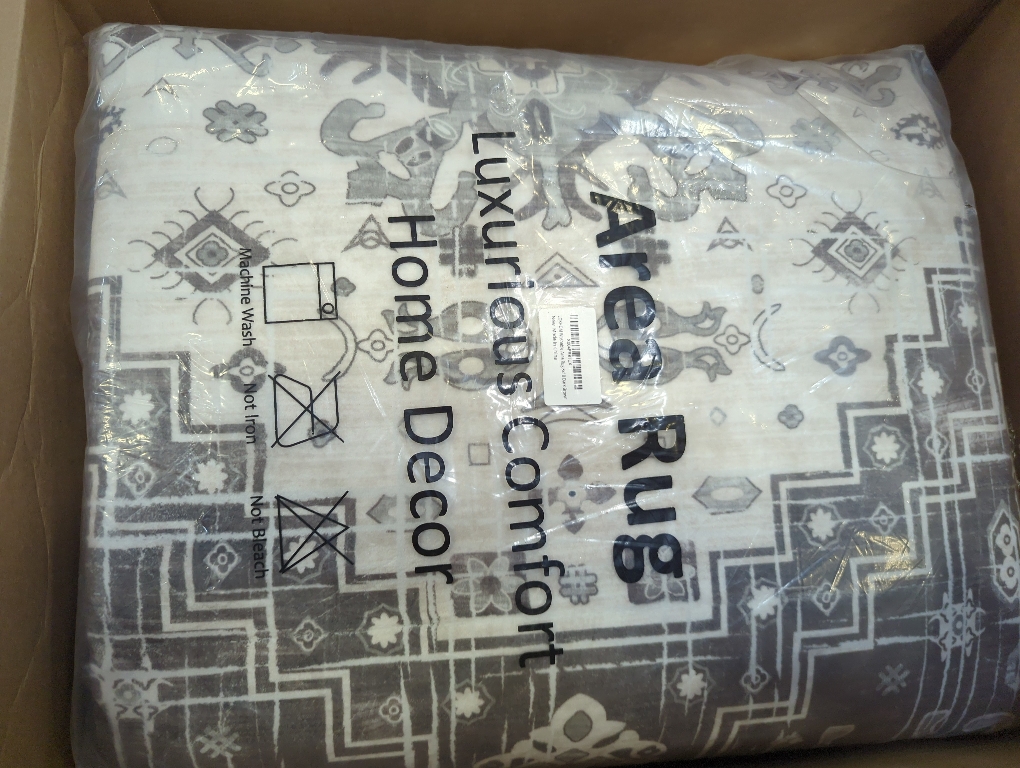 Area Rug
Luxurious Comfort
Home Decor
Machine Wash
Not Iron
Not Bleach